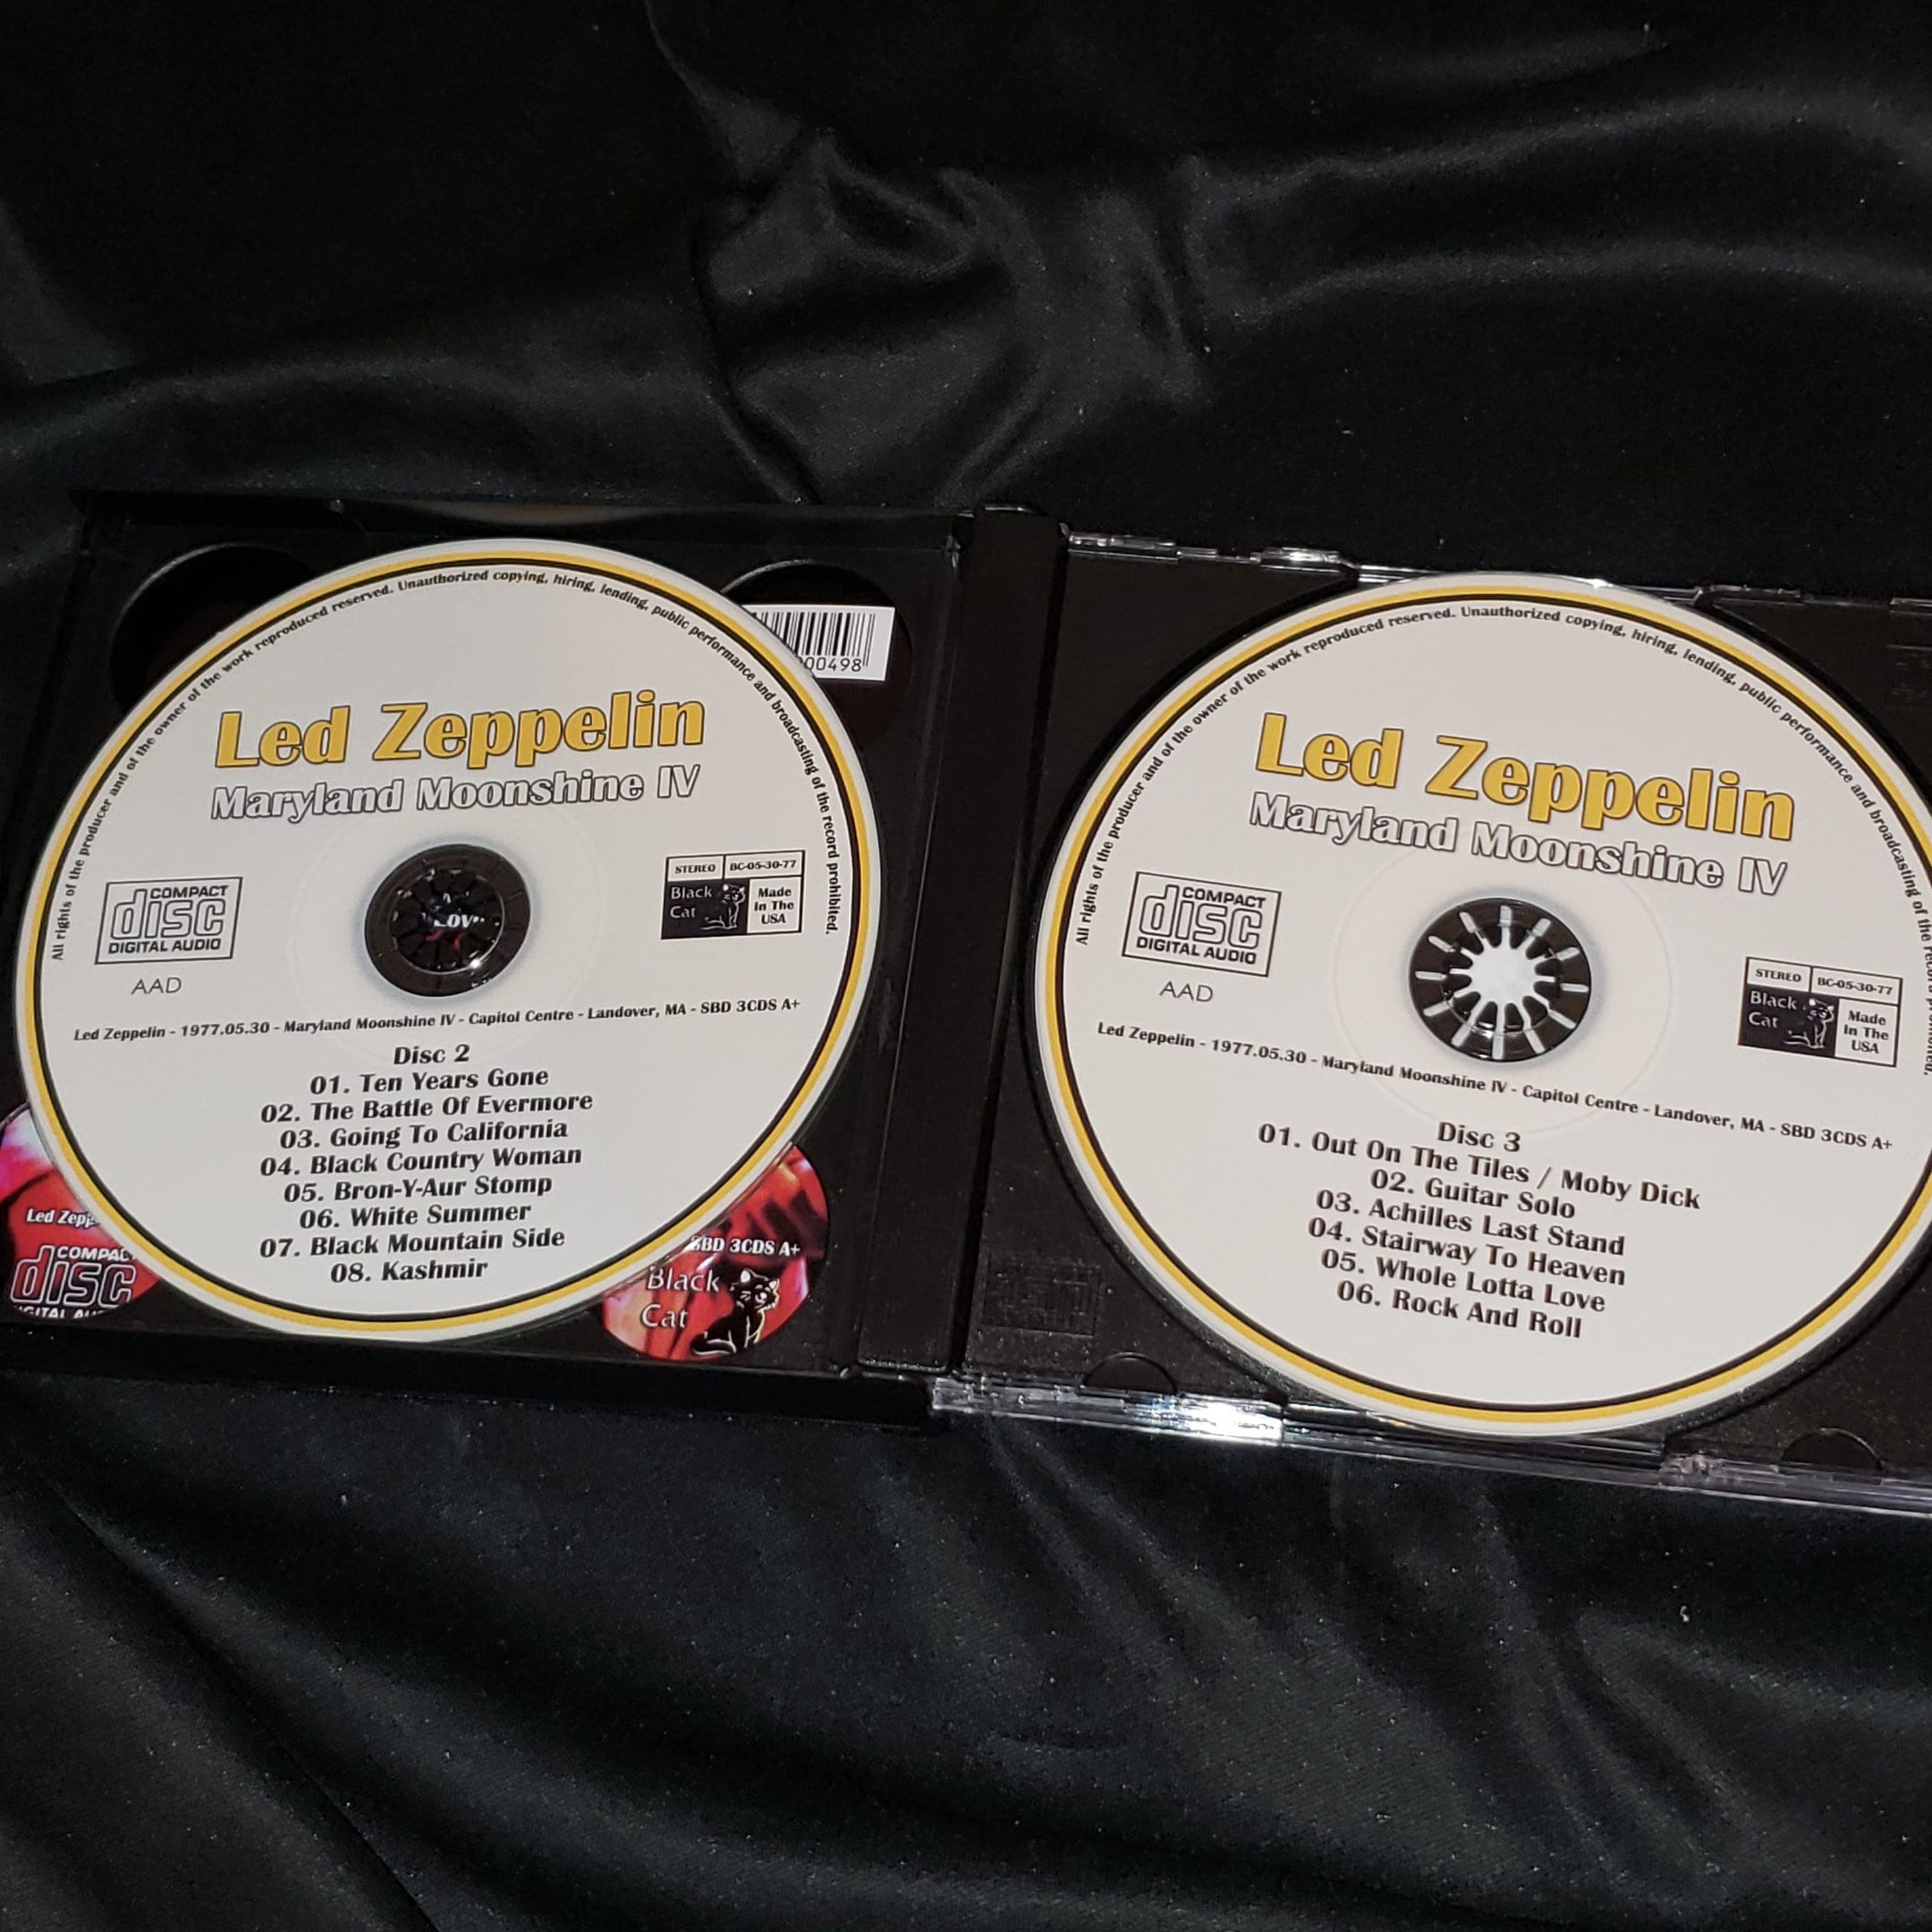 All rights of the producer and of the owner of the work reproduced reserved. Unauthorized copying, hiring, lending, public performance and broadcasting of the record prohibited.
00498
Led Zeppelin
Maryland Moonshine IV
COMPACT
disc
DIGITAL AUDIO
AAD
STEREO
BC-05-30-77
Black
Cat
Made
In The
USA
Led Zeppelin - 1977.05.30 - Maryland Moonshine IV - Capitol Centre - Landover, MA - SBD 3CDS A+
Disc 2
01. Ten Years Gone
02. The Battle Of Evermore
03. Going To California
04. Black Country Woman
05. Bron-Y-Aur Stomp
06. White Summer
07. Black Mountain Side
08. Kashmir
Led Zepp
COMPAC
disc
SBD 3CDS A+
Black
Cat
All rights of the producer and of the owner of the work reproduced reserved. Unauthorized copying, hiring, lending, public performance and broadcasting of the record prohibited.
Led Zeppelin
Maryland Moonshine IV
COMPACT
disc
DIGITAL AUDIO
AAD
STEREO
BC-05-30-77
Black
Cat
Made
In The
USA
Led Zeppelin - 1977.05.30 - Maryland Moonshine IV - Capitol Centre - Landover, MA - SBD 3CDS A+
Disc 3
01. Out On The Tiles / Moby Dick
02. Guitar Solo
03. Achilles Last Stand
04. Stairway To Heaven
05. Whole Lotta Love
06. Rock And Roll